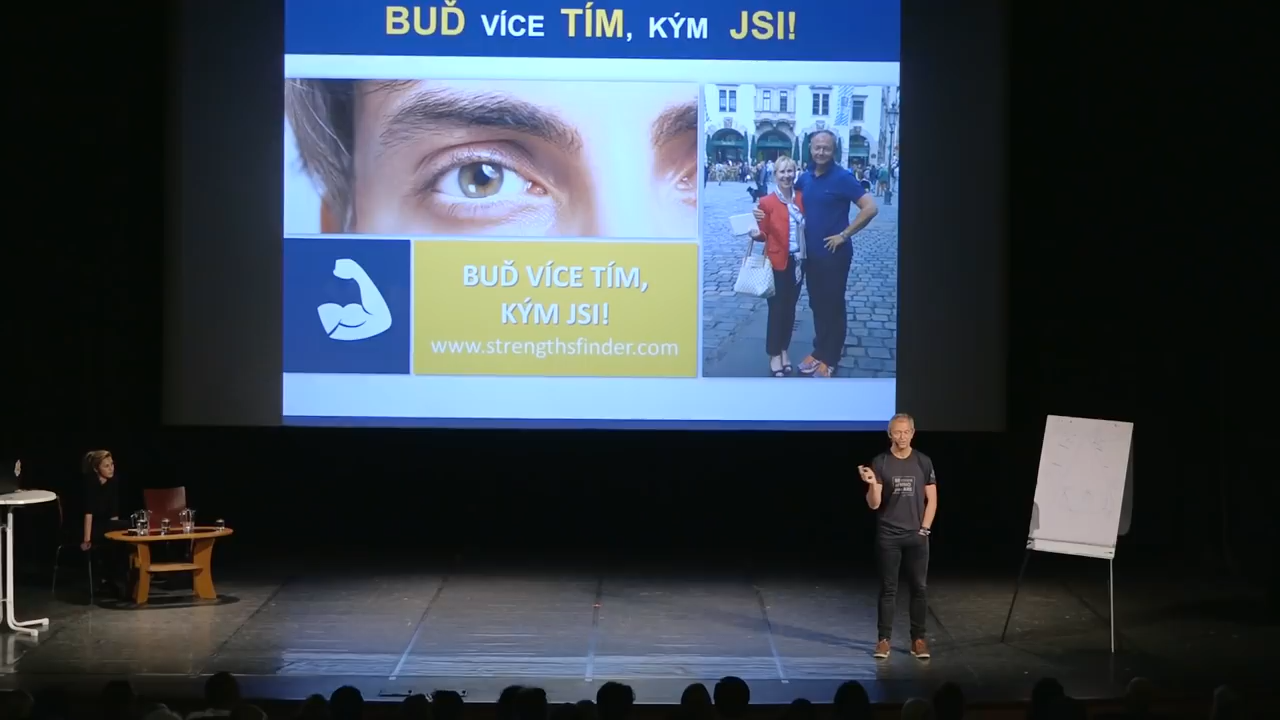 BUĎ VÍCE TÍM, KÝM JSI!
BUĎ VÍCE TÍM,
KÝM JSI!
www.strengthsfinder.com